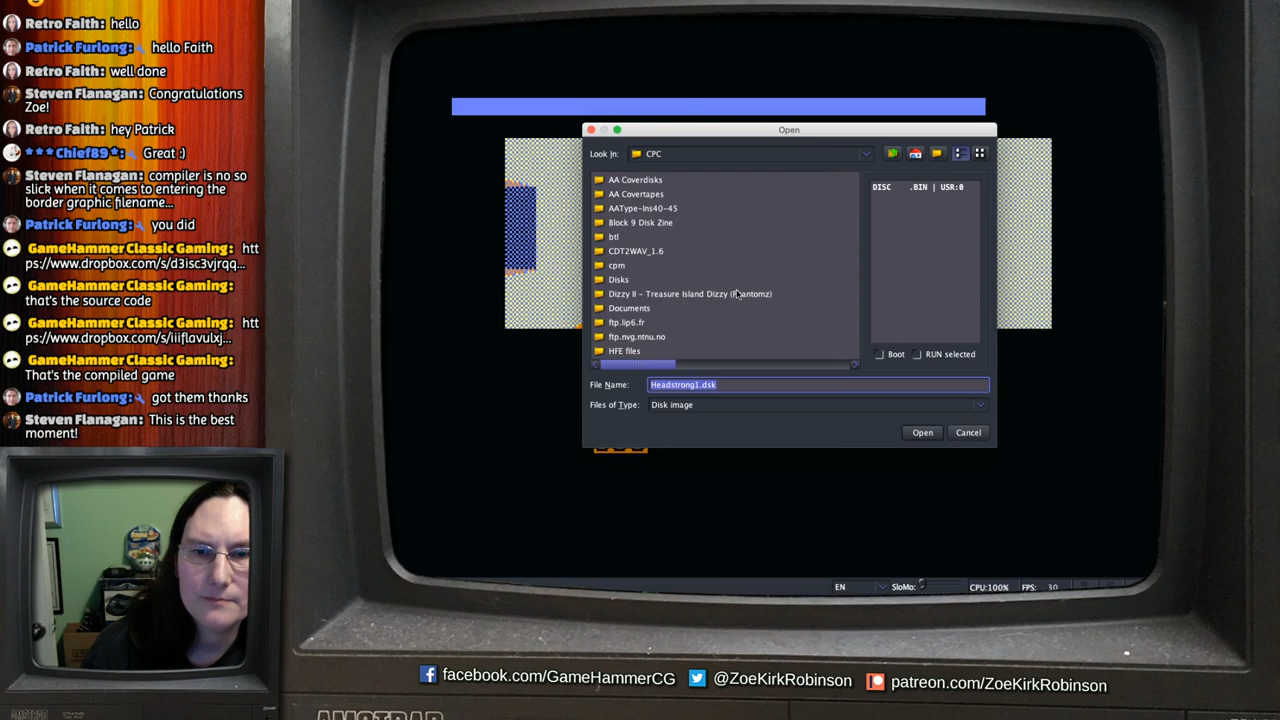 Retro Faith: hello
Patrick Furlong: hello Faith
Retro Faith: well done
Steven Flanagan: Congratulations
Zoe!
Retro Faith: hey Patrick
***Chief89*: Great :)
Steven Flanagan: compiler is no so
slick when it comes to entering the
border graphic filename...
Patrick Furlong: you did
GameHammer Classic Gaming: htt
ps://www.dropbox.com/s/d3isc3vjrqq...
GameHammer Classic Gaming:
that's the source code
GameHammer Classic Gaming: htt
ps://www.dropbox.com/s/iiiflavulxj...
GameHammer Classic Gaming:
That's the compiled game
Patrick Furlong: got them thanks
Steven Flanagan: This is the best
moment!
Open
Look In: CPC
AA Coverdisks
AA Covertapes
AAType-Ins40-45
Block 9 Disk Zine
btl
CDT2WAV_1.6
cpm
Disks
Dizzy II – Treasure Island Dizzy (Phantomz)
Documents
ftp.lip6.fr
ftp.nvg.ntnu.no
HFE files
DISC .BIN | USR:0
Boot RUN selected
File Name: Headstrong1.dsk
Files of Type: Disk image
Open Cancel
EN SloMo: CPU:100% FPS: 30
facebook.com/GameHammerCG @ZoeKirkRobinson patreon.com/ZoeKirkRobinson